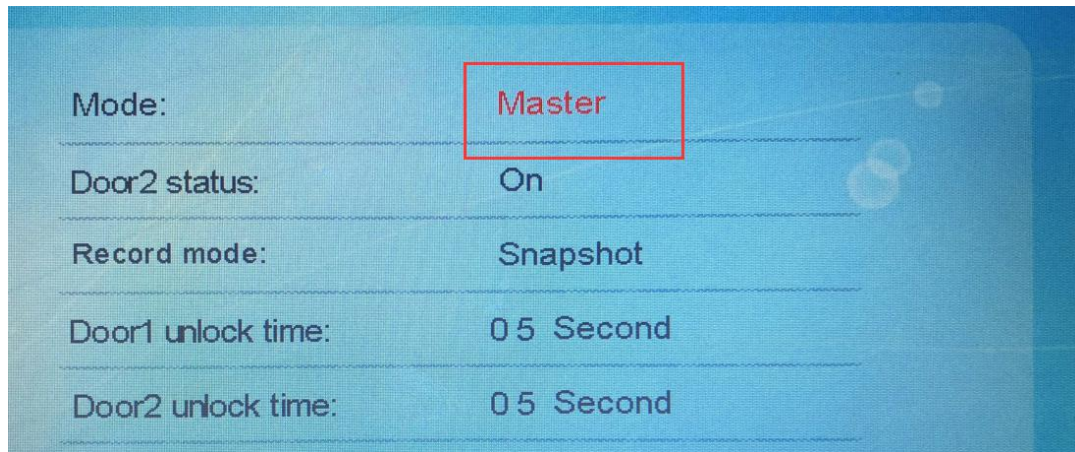 Mode: Master
Door2 status: On
Record mode: Snapshot
Door1 unlock time: 05 Second
Door2 unlock time: 05 Second